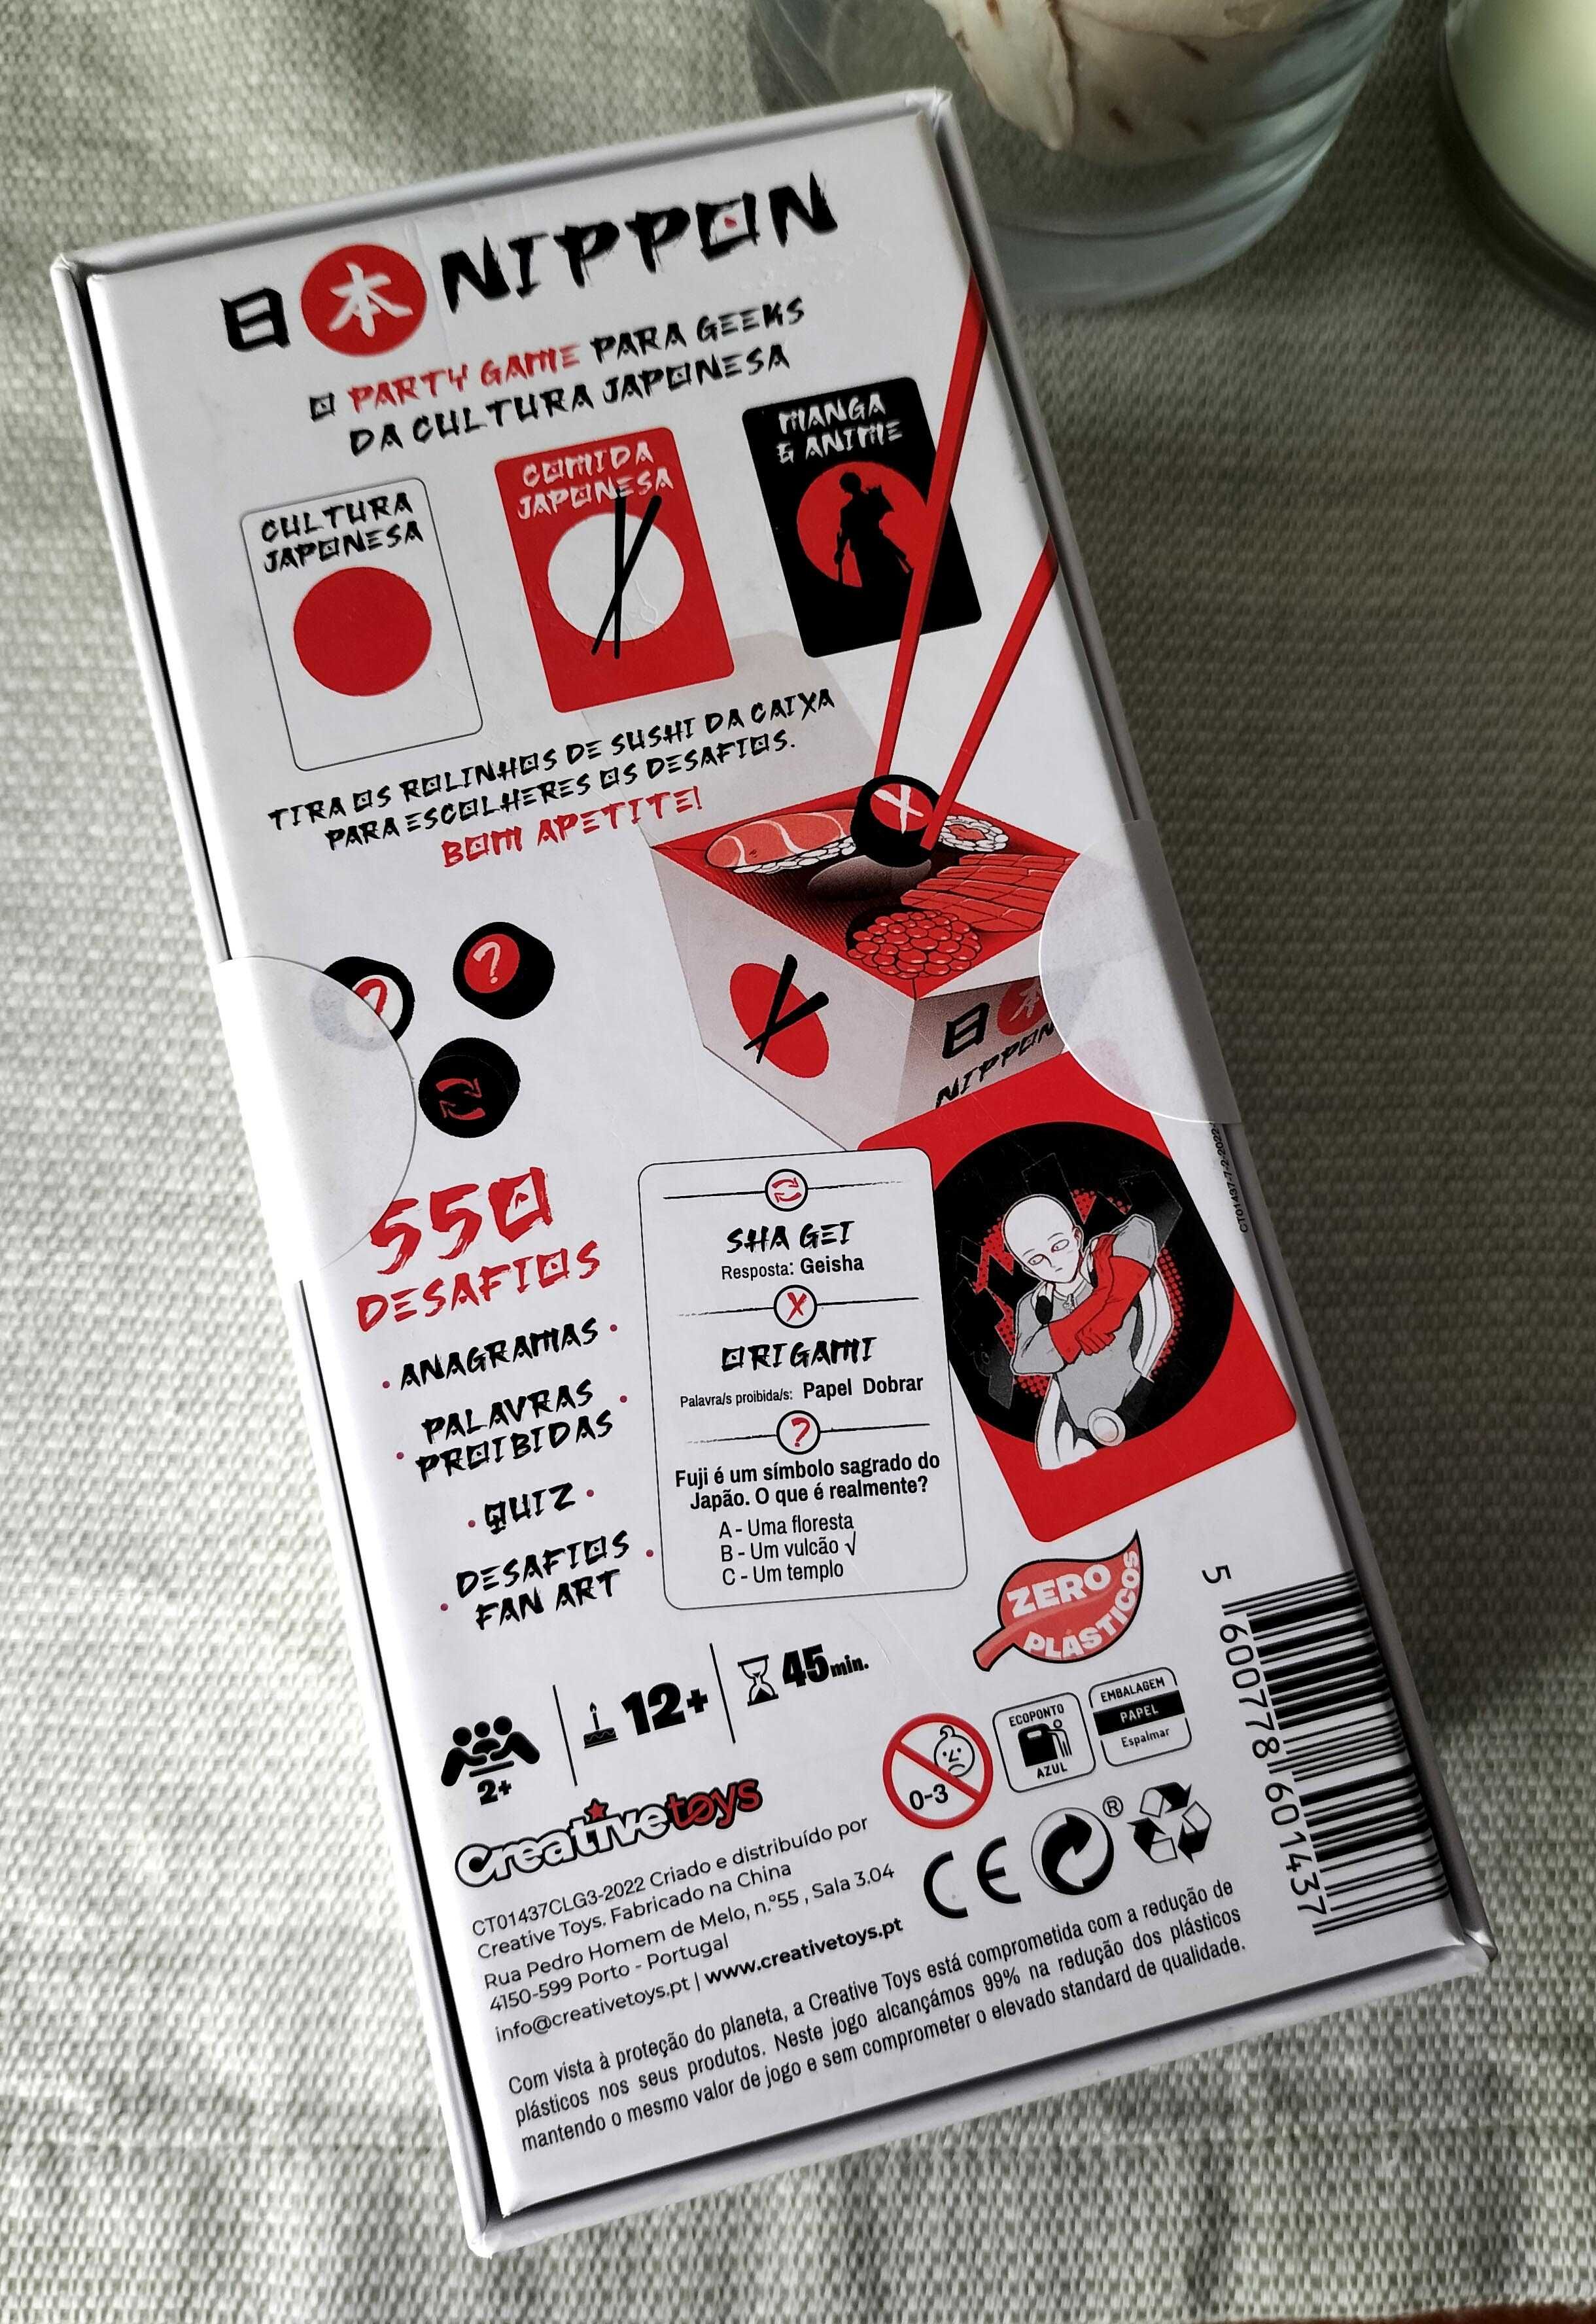 日本 NIPPON
O PARTY GAME PARA GEEKS
DA CULTURA JAPONESA
CULTURA
JAPONESA
COMIDA
JAPONESA
MANGA
& ANIME
TIRA OS ROLINHOS DE SUSHI DA CAIXA
PARA ESCOLHERES OS DESAFIOS.
BOM APETITE!
X
?
?
日本
NIPPON
550
DESAFIOS
• ANAGRAMAS •
PALAVRAS •
• PROIBIDAS
• QUIZ •
DESAFIOS •
• FAN ART
SHA GEI
Resposta: Geisha
X
ORIGAMI
Palavra/s proibida/s: Papel Dobrar
?
Fuji é um símbolo sagrado do
Japão. O que é realmente?
A - Uma floresta
B - Um vulcão √
C - Um templo
ZERO
PLÁSTICOS
2+
12+
45min.
0-3
ECOPONTO
AZUL
EMBALAGEM
PAPEL
Espalmar
CE
®
5 600778 601437
Creativetoys
CT01437CLG3-2022 Criado e distribuído por
Creative Toys. Fabricado na China
Rua Pedro Homem de Melo, n.º55 , Sala 3.04
4150-599 Porto - Portugal
info@creativetoys.pt | www.creativetoys.pt
Com vista à proteção do planeta, a Creative Toys está comprometida com a redução de
plásticos nos seus produtos. Neste jogo alcançámos 99% na redução dos plásticos
mantendo o mesmo valor de jogo e sem comprometer o elevado standard de qualidade.